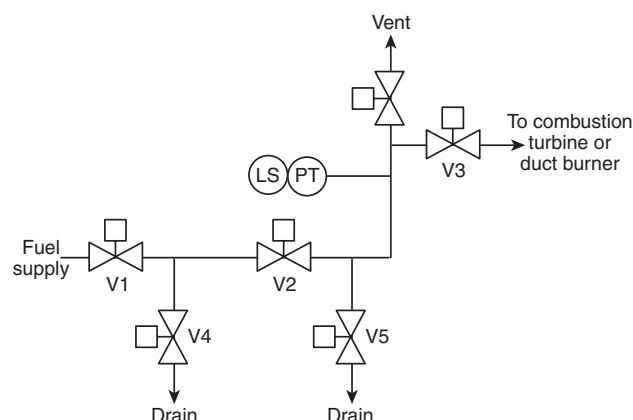 Vent
To combustion
turbine or
duct burner
V3
LS PT
Fuel
supply
V1
V2
V4
V5
Drain
Drain